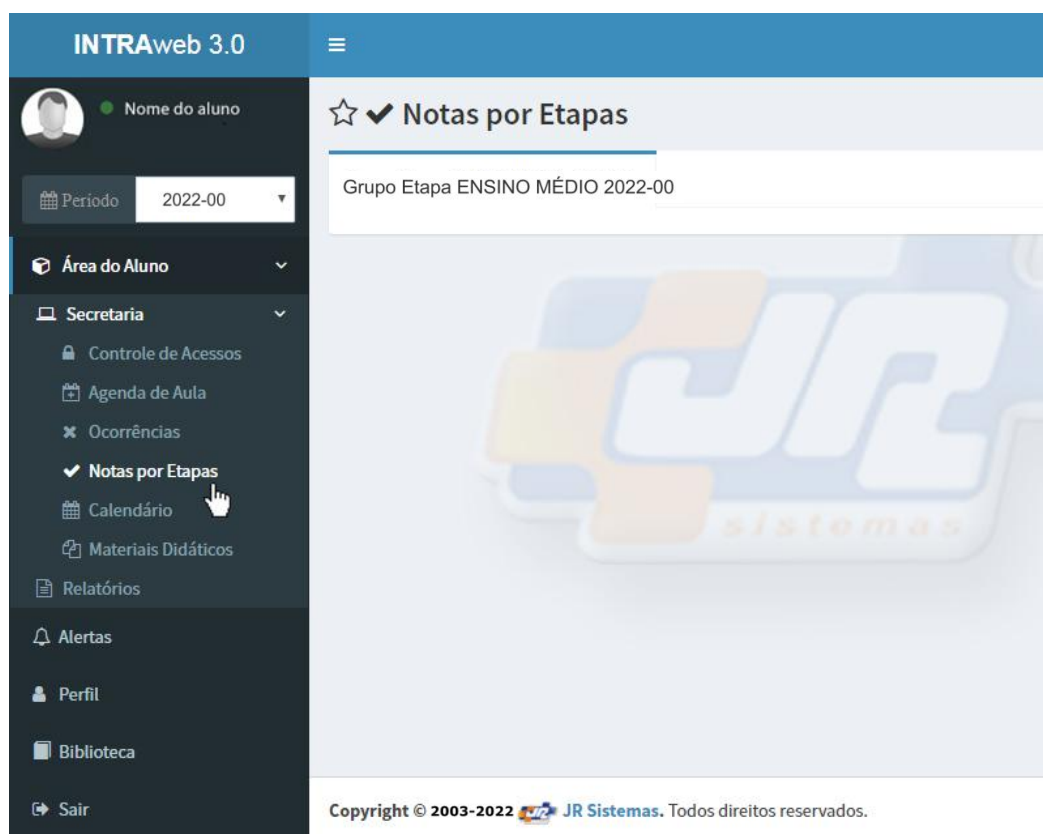 INTRAweb 3.0
Nome do aluno
Notas por Etapas
Período 2022-00
Grupo Etapa ENSINO MÉDIO 2022-00
Área do Aluno
Secretaria
Controle de Acessos
Agenda de Aula
Ocorrências
Notas por Etapas
Calendário
Materiais Didáticos
Relatórios
Alertas
Perfil
Biblioteca
Sair
JR
sistemas
Copyright © 2003-2022 JR JR Sistemas. Todos direitos reservados.